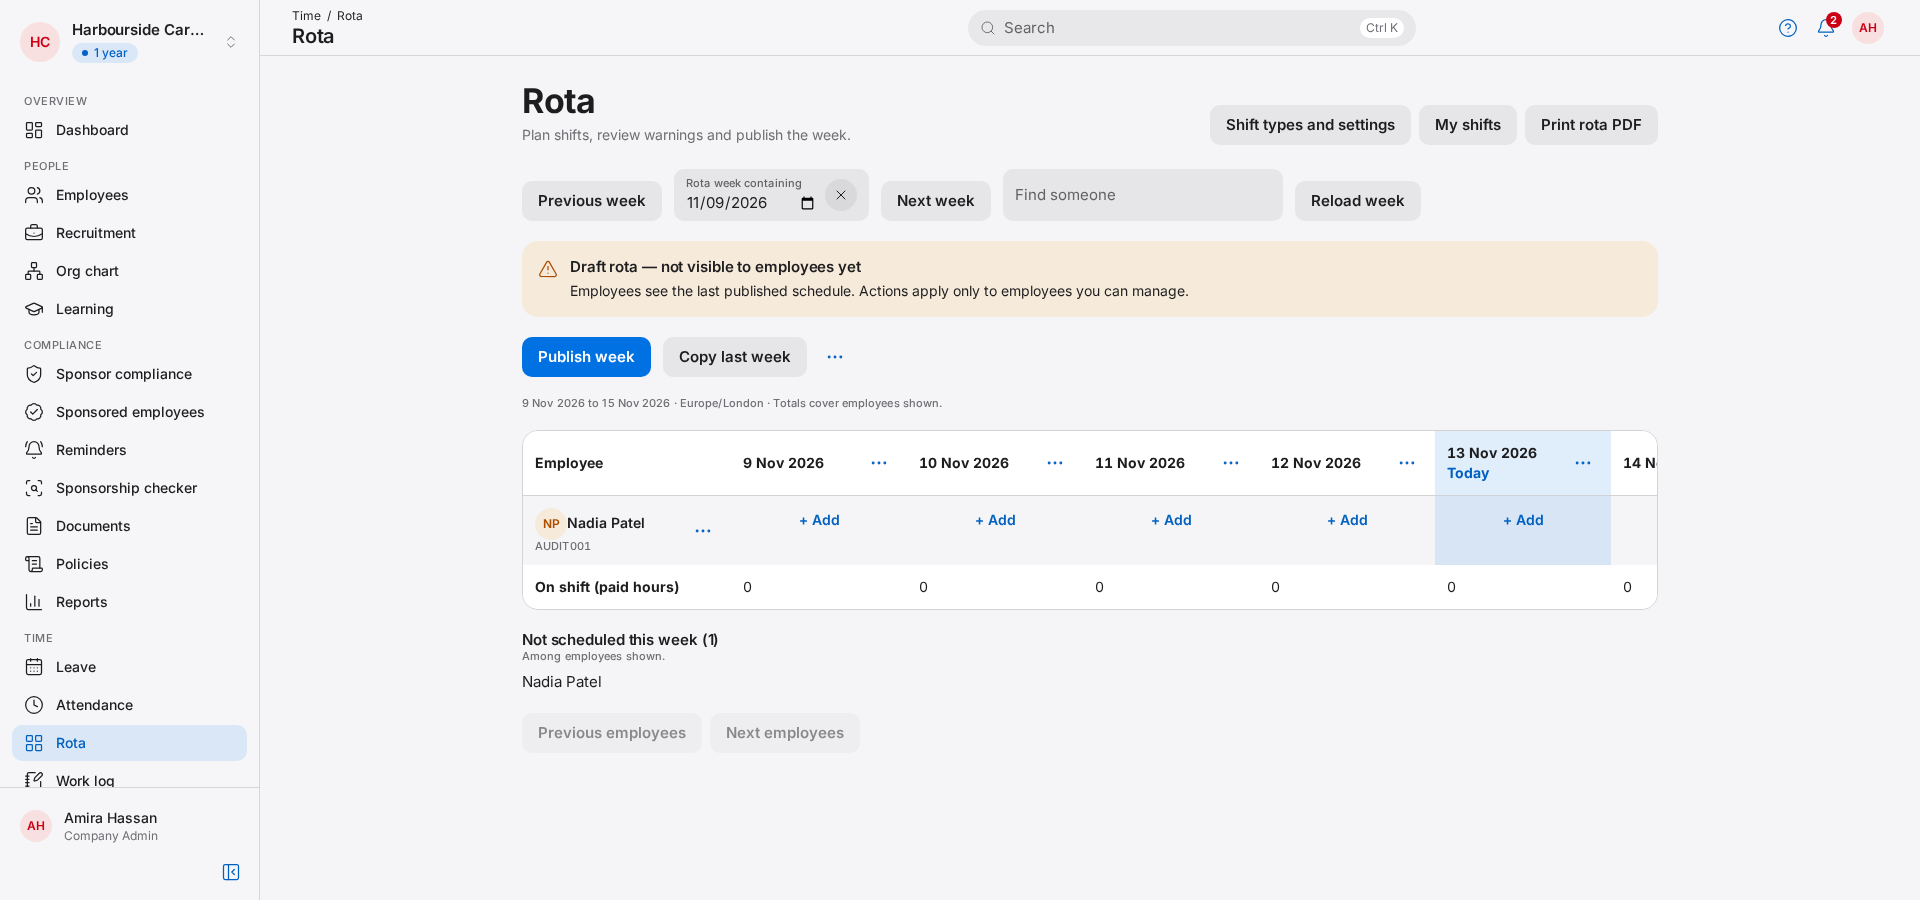 HC
Harbourside Car...
1 year
OVERVIEW
Dashboard
PEOPLE
Employees
Recruitment
Org chart
Learning
COMPLIANCE
Sponsor compliance
Sponsored employees
Reminders
Sponsorship checker
Documents
Policies
Reports
TIME
Leave
Attendance
Rota
Work log
AH
Amira Hassan
Company Admin
Time / Rota
Rota
Search
Ctrl K
2
AH
Rota
Plan shifts, review warnings and publish the week.
Shift types and settings
My shifts
Print rota PDF
Previous week
Rota week containing
11/09/2026
Next week
Find someone
Reload week
Draft rota — not visible to employees yet
Employees see the last published schedule. Actions apply only to employees you can manage.
Publish week
Copy last week
9 Nov 2026 to 15 Nov 2026 · Europe/London · Totals cover employees shown.
Employee
9 Nov 2026
10 Nov 2026
11 Nov 2026
12 Nov 2026
13 Nov 2026
Today
14 N
NP
Nadia Patel
AUDIT001
+ Add
+ Add
+ Add
+ Add
+ Add
On shift (paid hours)
0
0
0
0
0
0
Not scheduled this week (1)
Among employees shown.
Nadia Patel
Previous employees
Next employees